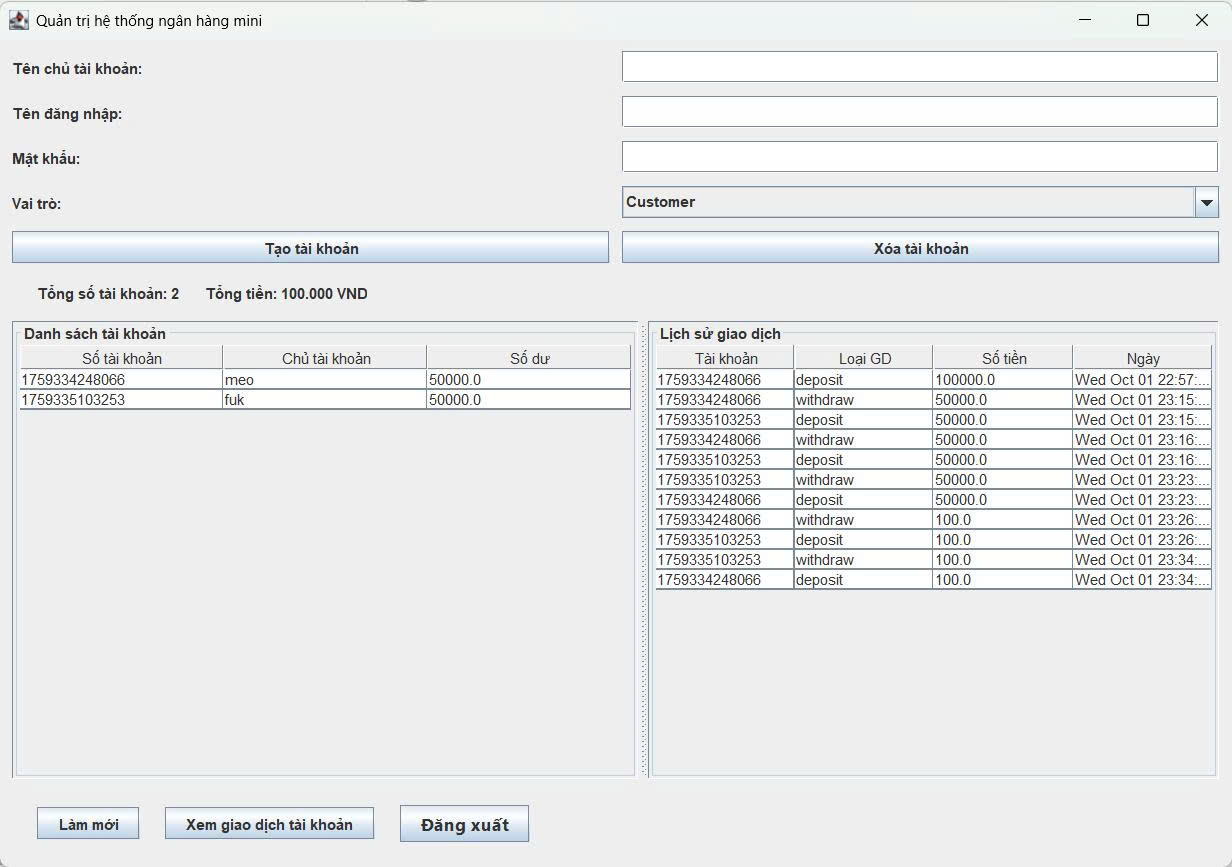 Quản trị hệ thống ngân hàng mini
Tên chủ tài khoản:
Tên đăng nhập:
Mật khẩu:
Vai trò: Customer
Tạo tài khoản Xóa tài khoản
Tổng số tài khoản: 2 Tổng tiền: 100.000 VND
Danh sách tài khoản
Số tài khoản Chủ tài khoản Số dư
1759334248066 meo 50000.0
1759335103253 fuk 50000.0
Lịch sử giao dịch
Tài khoản Loại GD Số tiền Ngày
1759334248066 deposit 100000.0 Wed Oct 01 22:57:...
1759334248066 withdraw 50000.0 Wed Oct 01 23:15:...
1759335103253 deposit 50000.0 Wed Oct 01 23:15:...
1759334248066 withdraw 50000.0 Wed Oct 01 23:16:...
1759335103253 deposit 50000.0 Wed Oct 01 23:16:...
1759335103253 withdraw 50000.0 Wed Oct 01 23:23:...
1759334248066 deposit 50000.0 Wed Oct 01 23:23:...
1759334248066 withdraw 100.0 Wed Oct 01 23:26:...
1759335103253 deposit 100.0 Wed Oct 01 23:26:...
1759335103253 withdraw 100.0 Wed Oct 01 23:34:...
1759334248066 deposit 100.0 Wed Oct 01 23:34:...
Làm mới Xem giao dịch tài khoản Đăng xuất